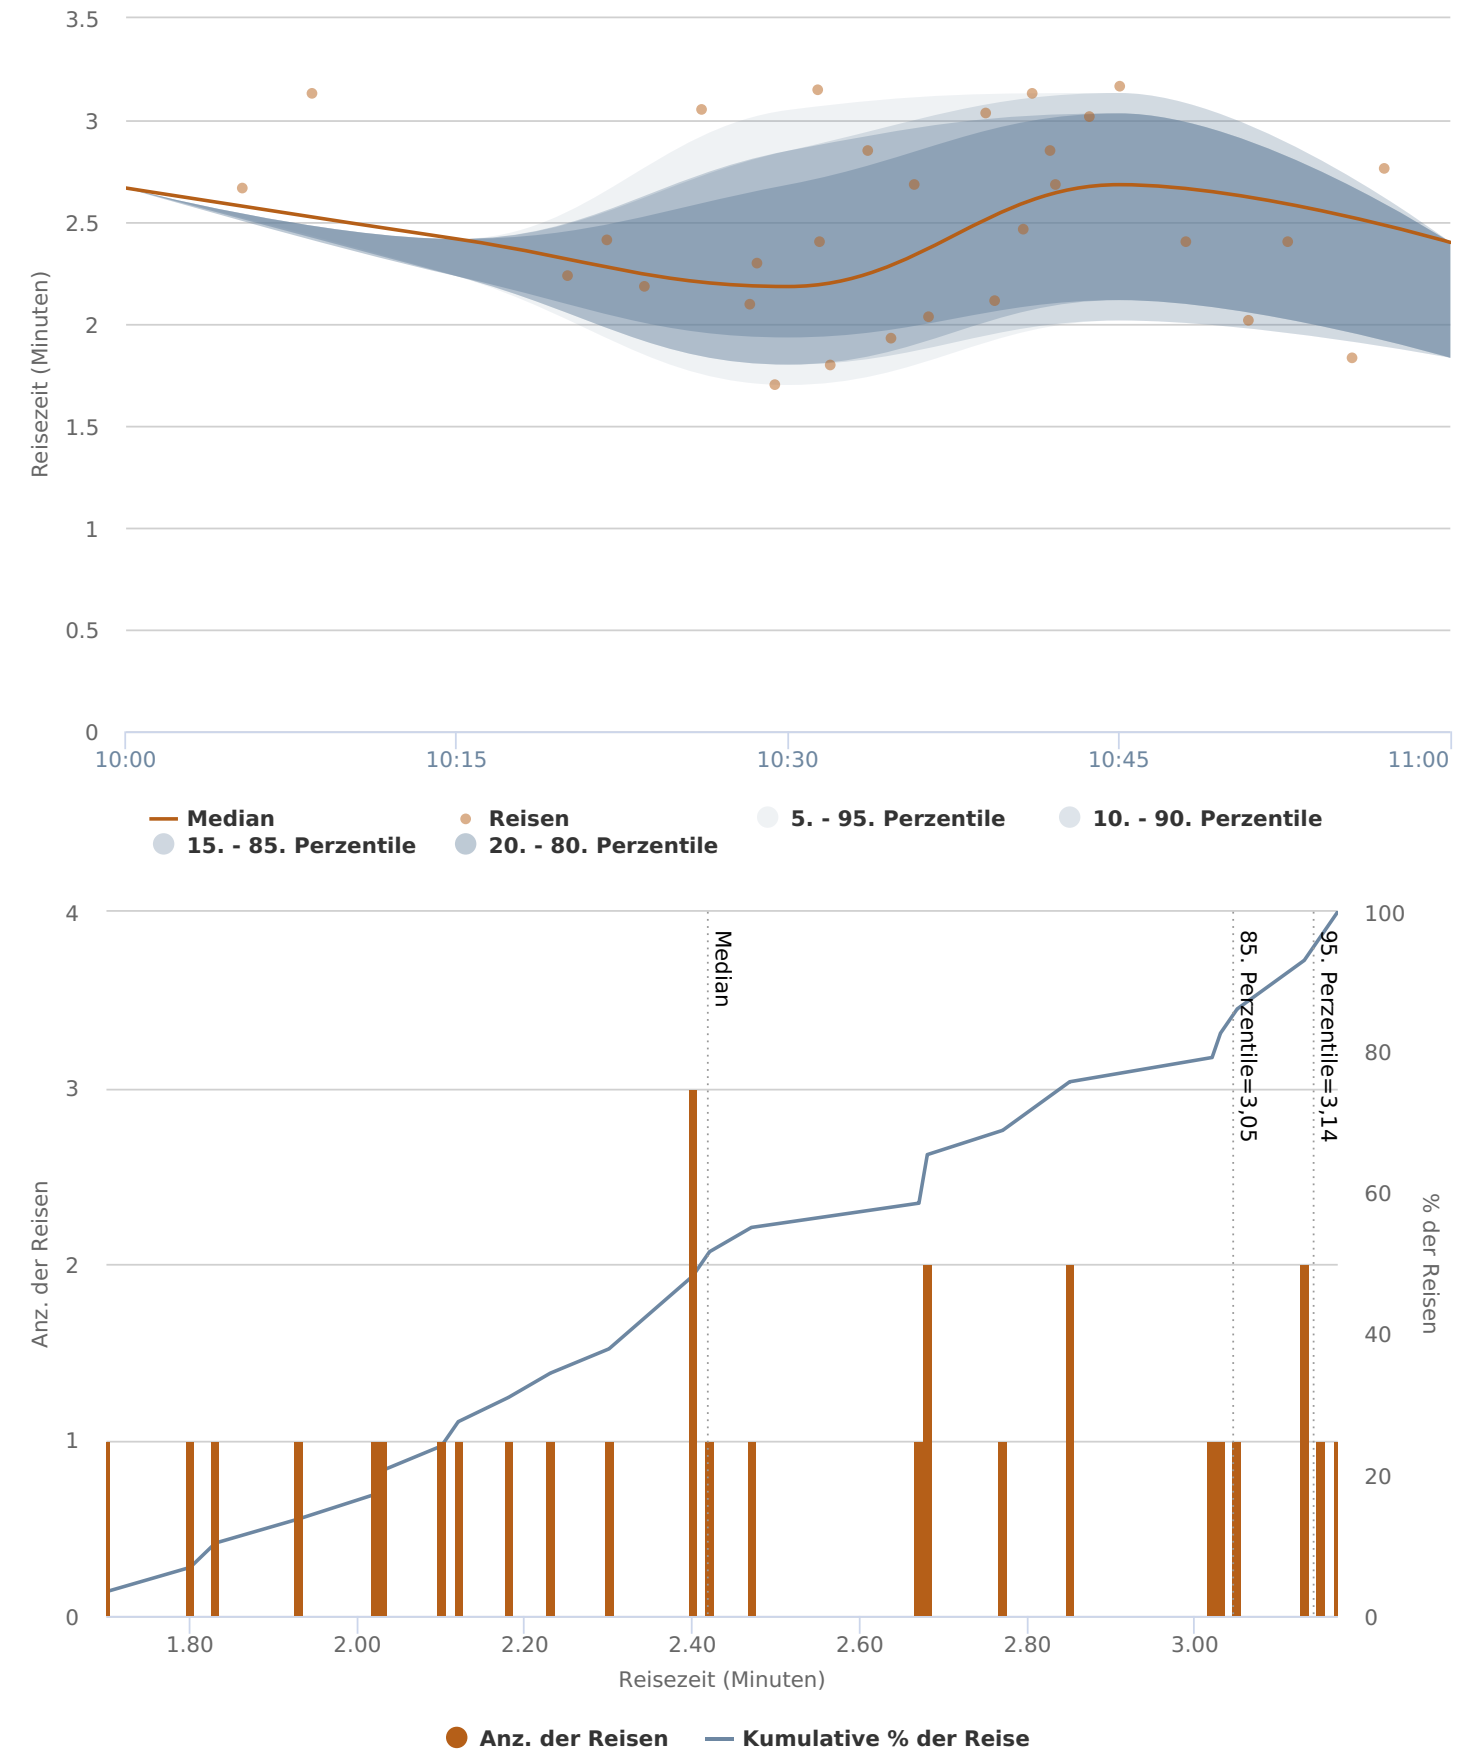 3.5
3
2.5
2
1.5
1
0.5
0
Reisezeit (Minuten)
10:00 10:15 10:30 10:45 11:00
Median Reisen 5. - 95. Perzentile 10. - 90. Perzentile
15. - 85. Perzentile 20. - 80. Perzentile
4
3
2
1
0
Anz. der Reisen
Median
85. Perzentile=3,05
95. Perzentile=3,14
100
80
60
40
20
0
% der Reisen
1.80 2.00 2.20 2.40 2.60 2.80 3.00
Reisezeit (Minuten)
Anz. der Reisen Kumulative % der Reise